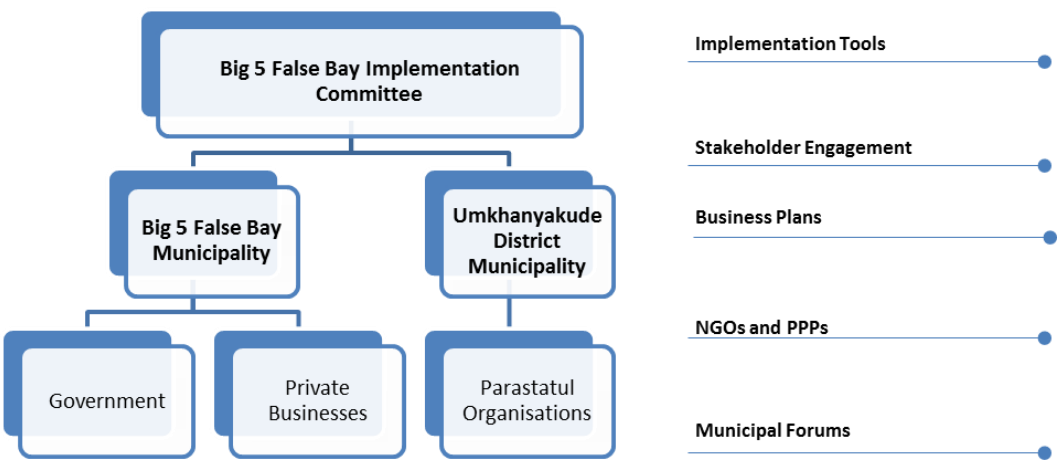 Big 5 False Bay Implementation
Committee
Big 5 False Bay
Municipality
Umkhanyakude
District
Municipality
Government
Private
Businesses
Parastatul
Organisations
Implementation Tools
Stakeholder Engagement
Business Plans
NGOs and PPPs
Municipal Forums